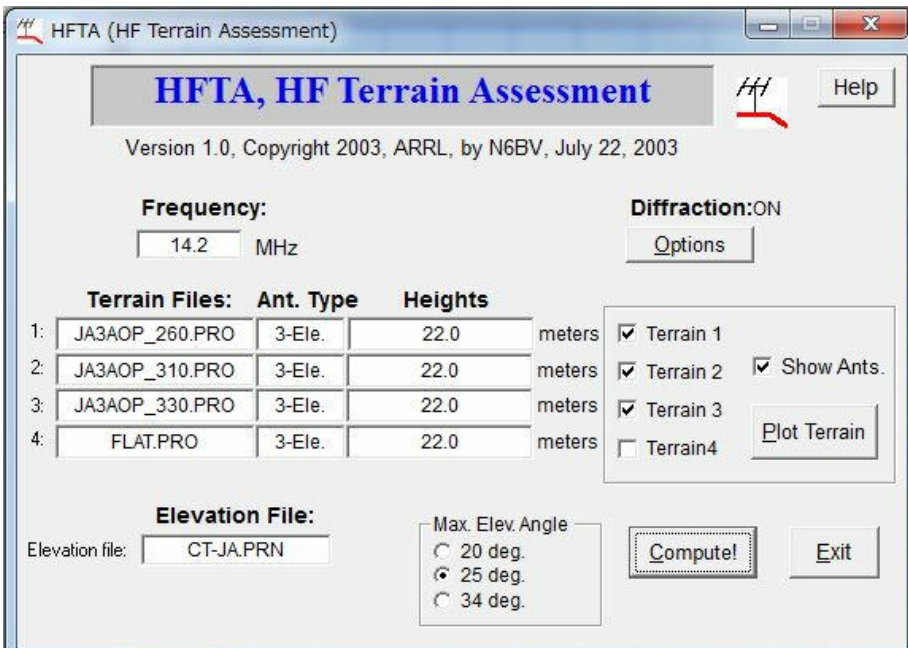 HFTA (HF Terrain Assessment)
HFTA, HF Terrain Assessment
Help
Version 1.0, Copyright 2003, ARRL, by N6BV, July 22, 2003
Frequency:
14.2 MHz
Diffraction:ON
Options
Terrain Files: Ant. Type Heights
1: JA3AOP_260.PRO 3-Ele. 22.0 meters
2: JA3AOP_310.PRO 3-Ele. 22.0 meters
3: JA3AOP_330.PRO 3-Ele. 22.0 meters
4: FLAT.PRO 3-Ele. 22.0 meters
Terrain 1
Terrain 2
Terrain 3
Terrain4
Show Ants.
Plot Terrain
Elevation File:
Elevation file: CT-JA.PRN
Max. Elev. Angle
20 deg.
25 deg.
34 deg.
Compute!
Exit